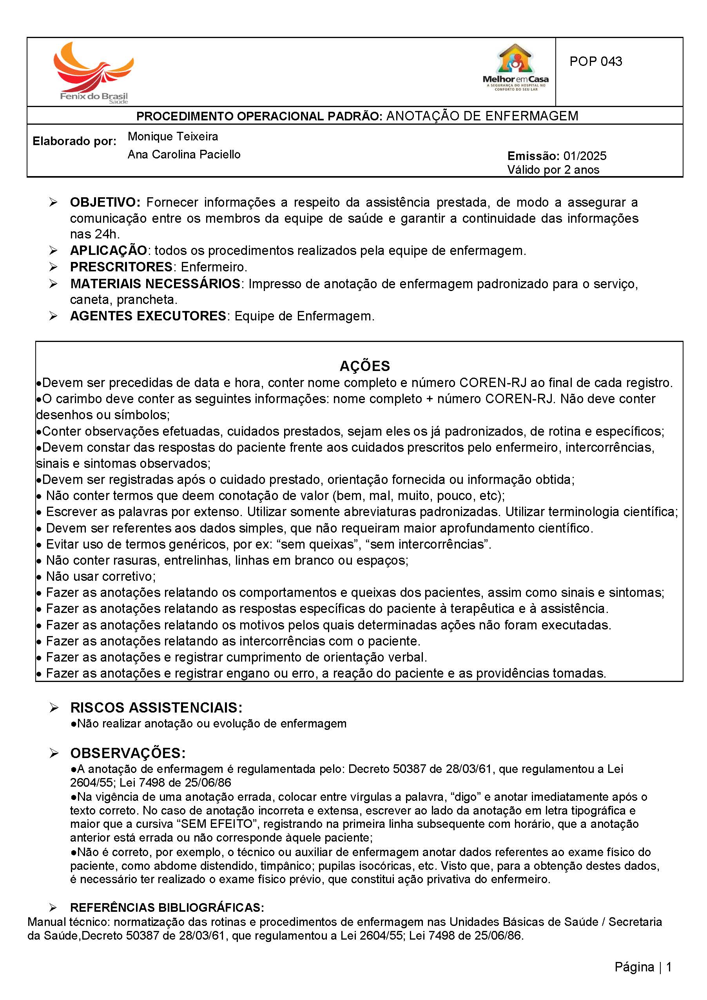 Fenix do Brasil
Saúde
Melhor em Casa
A SEGURANÇA DO HOSPITAL NO
CONFORTO DO SEU LAR
POP 043
PROCEDIMENTO OPERACIONAL PADRÃO: ANOTAÇÃO DE ENFERMAGEM
Elaborado por:
Monique Teixeira
Ana Carolina Paciello
Emissão: 01/2025
Válido por 2 anos
➢ OBJETIVO: Fornecer informações a respeito da assistência prestada, de modo a assegurar a
comunicação entre os membros da equipe de saúde e garantir a continuidade das informações
nas 24h.
➢ APLICAÇÃO: todos os procedimentos realizados pela equipe de enfermagem.
➢ PRESCRITORES: Enfermeiro.
➢ MATERIAIS NECESSÁRIOS: Impresso de anotação de enfermagem padronizado para o serviço,
caneta, prancheta.
➢ AGENTES EXECUTORES: Equipe de Enfermagem.
AÇÕES
●Devem ser precedidas de data e hora, conter nome completo e número COREN-RJ ao final de cada registro.
●O carimbo deve conter as seguintes informações: nome completo + número COREN-RJ. Não deve conter
desenhos ou símbolos;
●Conter observações efetuadas, cuidados prestados, sejam eles os já padronizados, de rotina e específicos;
●Devem constar das respostas do paciente frente aos cuidados prescritos pelo enfermeiro, intercorrências,
sinais e sintomas observados;
●Devem ser registradas após o cuidado prestado, orientação fornecida ou informação obtida;
● Não conter termos que deem conotação de valor (bem, mal, muito, pouco, etc);
● Escrever as palavras por extenso. Utilizar somente abreviaturas padronizadas. Utilizar terminologia científica;
● Devem ser referentes aos dados simples, que não requeiram maior aprofundamento científico.
● Evitar uso de termos genéricos, por ex: “sem queixas”, “sem intercorrências”.
● Não conter rasuras, entrelinhas, linhas em branco ou espaços;
● Não usar corretivo;
● Fazer as anotações relatando os comportamentos e queixas dos pacientes, assim como sinais e sintomas;
● Fazer as anotações relatando as respostas específicas do paciente à terapêutica e à assistência.
● Fazer as anotações relatando os motivos pelos quais determinadas ações não foram executadas.
● Fazer as anotações relatando as intercorrências com o paciente.
● Fazer as anotações e registrar cumprimento de orientação verbal.
● Fazer as anotações e registrar engano ou erro, a reação do paciente e as providências tomadas.
➢ RISCOS ASSISTENCIAIS:
●Não realizar anotação ou evolução de enfermagem
➢ OBSERVAÇÕES:
●A anotação de enfermagem é regulamentada pelo: Decreto 50387 de 28/03/61, que regulamentou a Lei
2604/55; Lei 7498 de 25/06/86
●Na vigência de uma anotação errada, colocar entre vírgulas a palavra, “digo” e anotar imediatamente após o
texto correto. No caso de anotação incorreta e extensa, escrever ao lado da anotação em letra tipográfica e
maior que a cursiva “SEM EFEITO”, registrando na primeira linha subsequente com horário, que a anotação
anterior está errada ou não corresponde àquele paciente;
●Não é correto, por exemplo, o técnico ou auxiliar de enfermagem anotar dados referentes ao exame físico do
paciente, como abdome distendido, timpânico; pupilas isocóricas, etc. Visto que, para a obtenção destes dados,
é necessário ter realizado o exame físico prévio, que constitui ação privativa do enfermeiro.
➢ REFERÊNCIAS BIBLIOGRÁFICAS:
Manual técnico: normatização das rotinas e procedimentos de enfermagem nas Unidades Básicas de Saúde / Secretaria
da Saúde,Decreto 50387 de 28/03/61, que regulamentou a Lei 2604/55; Lei 7498 de 25/06/86.
Página | 1